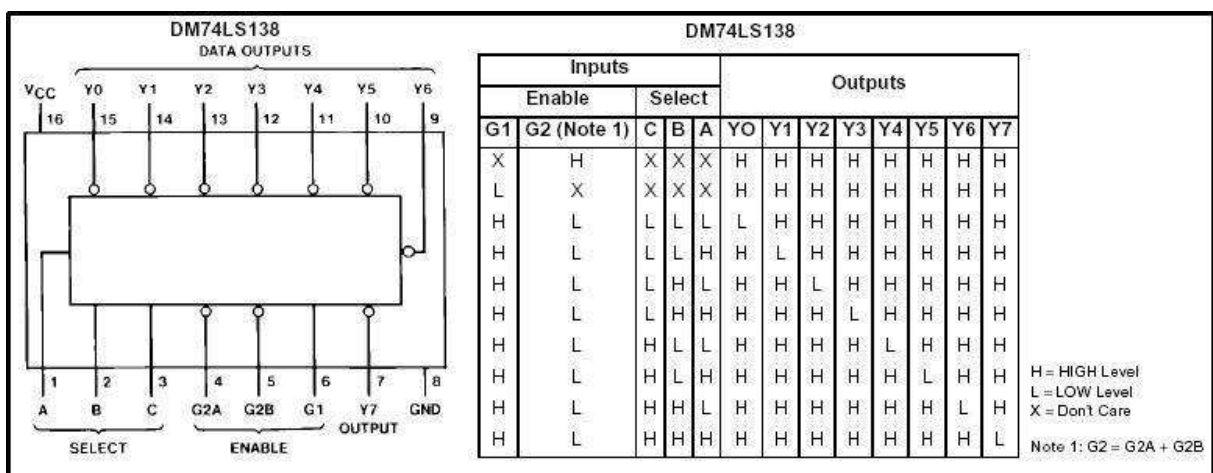 DM74LS138
DATA OUTPUTS
VCC Y0 Y1 Y2 Y3 Y4 Y5 Y6
16 15 14 13 12 11 10 9
1 2 3 4 5 6 7 8
A B C G2A G2B G1 Y7 GND
OUTPUT
SELECT ENABLE
DM74LS138
Inputs Outputs
Enable Select
G1 G2 (Note 1) C B A YO Y1 Y2 Y3 Y4 Y5 Y6 Y7
X H X X X H H H H H H H H
L X X X X H H H H H H H H
H L L L L L H H H H H H H
H L L L H H L H H H H H H
H L L H L H H L H H H H H
H L L H H H H H L H H H H
H L H L L H H H H L H H H
H L H L H H H H H H L H H
H L H H L H H H H H H L H
H L H H H H H H H H H H L
H = HIGH Level
L = LOW Level
X = Don't Care
Note 1: G2 = G2A + G2B